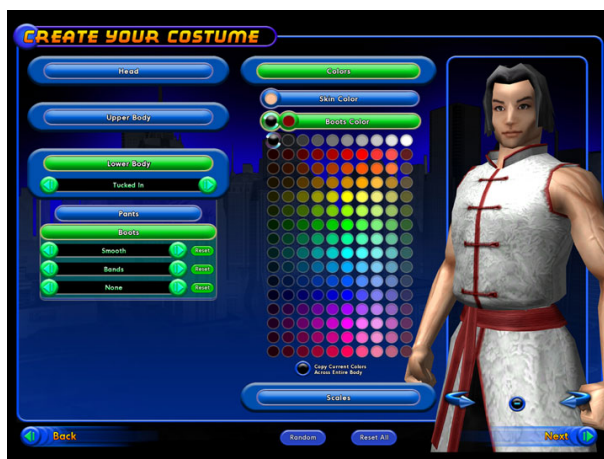 CREATE YOUR COSTUME
Head
Upper Body
Lower Body
Tucked In
Pants
Boots
Smooth
Reset
Bands
Reset
None
Reset
Colors
Skin Color
Boots Color
Copy Current Colors
Across Entire Body
Scales
Back
Random
Reset All
Next